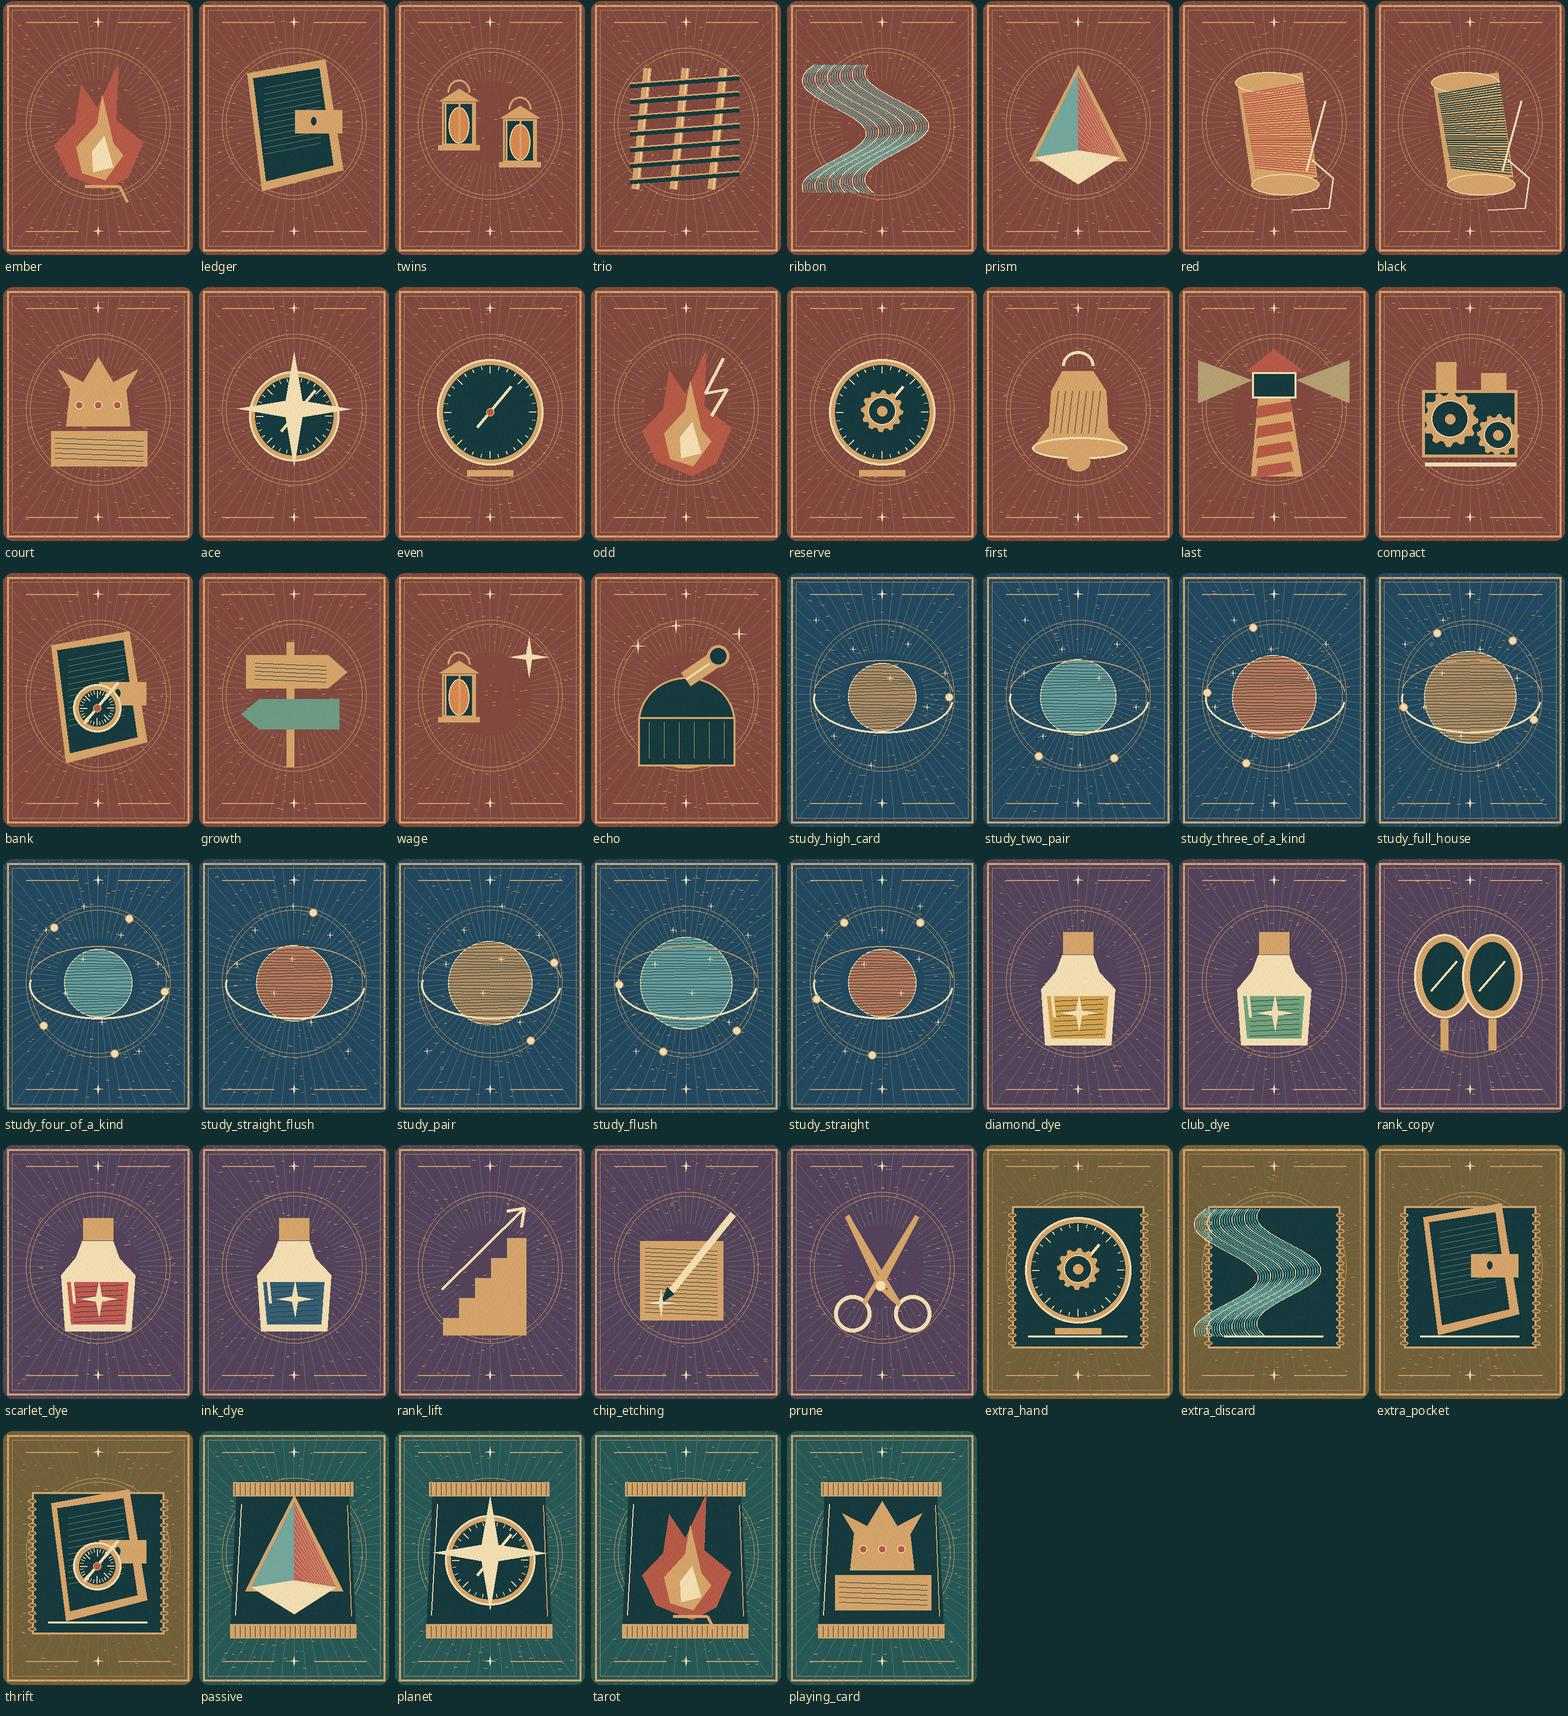 ember ledger twins trio ribbon prism red black
court ace even odd reserve first last compact
bank growth wage echo study_high_card study_two_pair study_three_of_a_kind study_full_house
study_four_of_a_kind study_straight_flush study_pair study_flush study_straight diamond_dye club_dye rank_copy
scarlet_dye ink_dye rank_lift chip_etching prune extra_hand extra_discard extra_pocket
thrift passive planet tarot playing_card